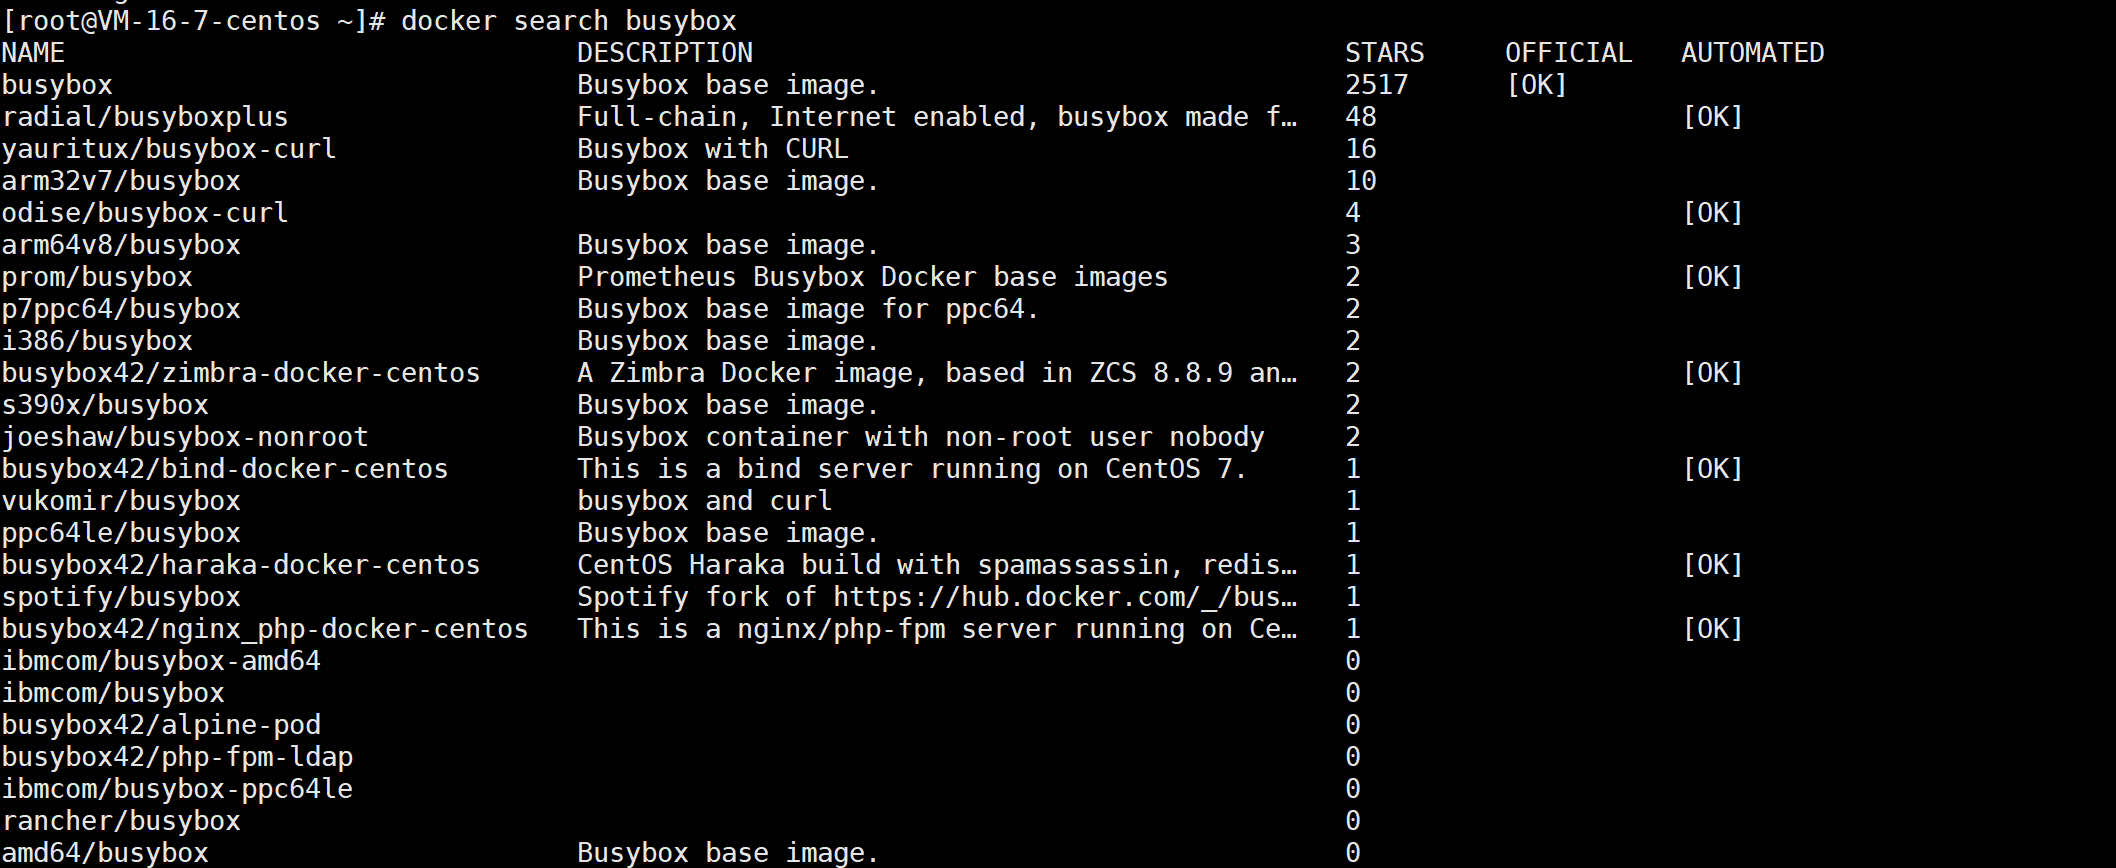 [root@VM-16-7-centos ~]# docker search busybox
NAME DESCRIPTION STARS OFFICIAL AUTOMATED
busybox Busybox base image. 2517 [OK]
radial/busyboxplus Full-chain, Internet enabled, busybox made f… 48 [OK]
yauritux/busybox-curl Busybox with CURL 16
arm32v7/busybox Busybox base image. 10
odise/busybox-curl 4 [OK]
arm64v8/busybox Busybox base image. 3
prom/busybox Prometheus Busybox Docker base images 2 [OK]
p7ppc64/busybox Busybox base image for ppc64. 2
i386/busybox Busybox base image. 2
busybox42/zimbra-docker-centos A Zimbra Docker image, based in ZCS 8.8.9 an… 2 [OK]
s390x/busybox Busybox base image. 2
joeshaw/busybox-nonroot Busybox container with non-root user nobody 2
busybox42/bind-docker-centos This is a bind server running on CentOS 7. 1 [OK]
vukomir/busybox busybox and curl 1
ppc64le/busybox Busybox base image. 1
busybox42/haraka-docker-centos CentOS Haraka build with spamassassin, redis… 1 [OK]
spotify/busybox Spotify fork of https://hub.docker.com/_/bus… 1
busybox42/nginx_php-docker-centos This is a nginx/php-fpm server running on Ce… 1 [OK]
ibmcom/busybox-amd64 0
ibmcom/busybox 0
busybox42/alpine-pod 0
busybox42/php-fpm-ldap 0
ibmcom/busybox-ppc64le 0
rancher/busybox 0
amd64/busybox Busybox base image. 0